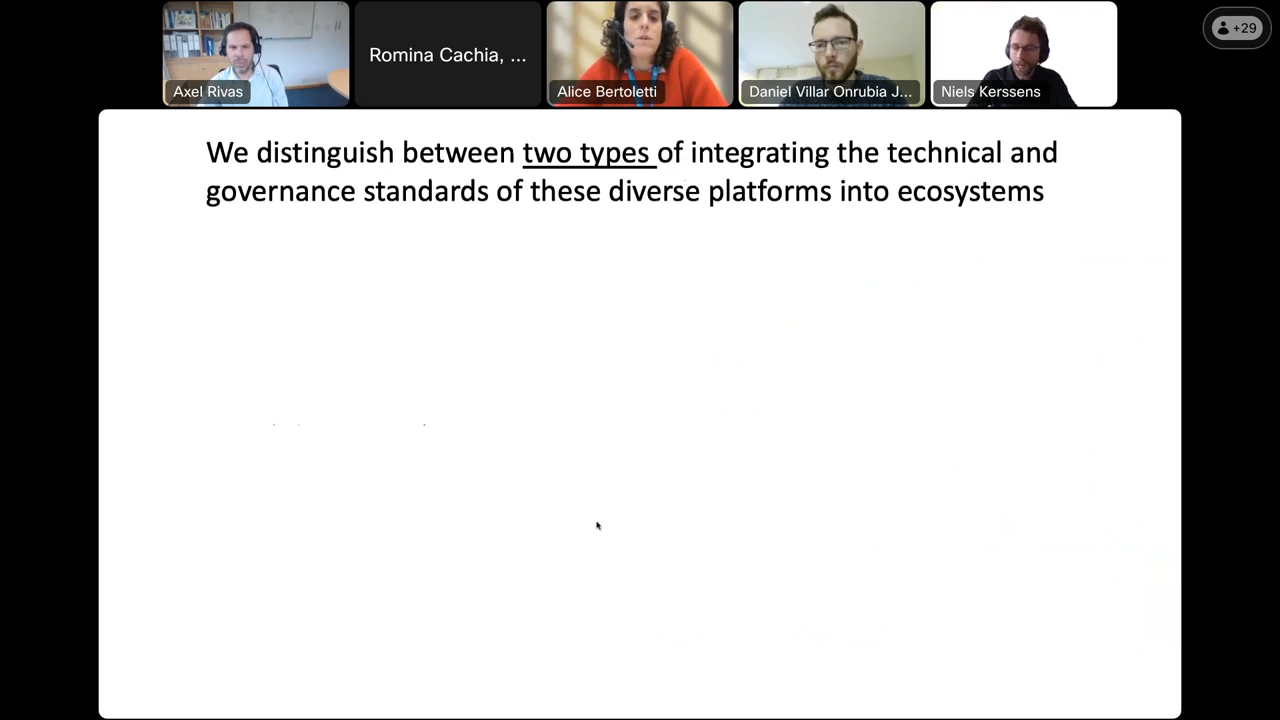 Axel Rivas
Romina Cachia, ...
Alice Bertoletti
Daniel Villar Onrubia J...
Niels Kerssens
+29
We distinguish between two types of integrating the technical and
governance standards of these diverse platforms into ecosystems